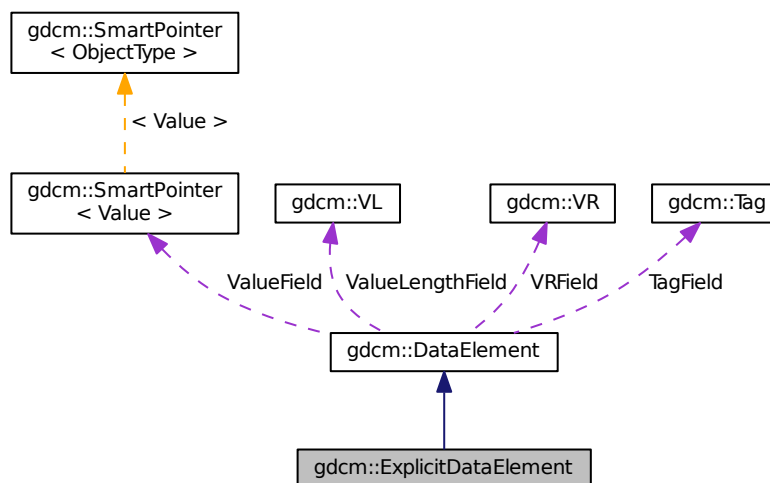 gdcm::SmartPointer
< ObjectType >
< Value >
gdcm::SmartPointer
< Value >
gdcm::VL
gdcm::VR
gdcm::Tag
ValueField
ValueLengthField
VRField
TagField
gdcm::DataElement
gdcm::ExplicitDataElement